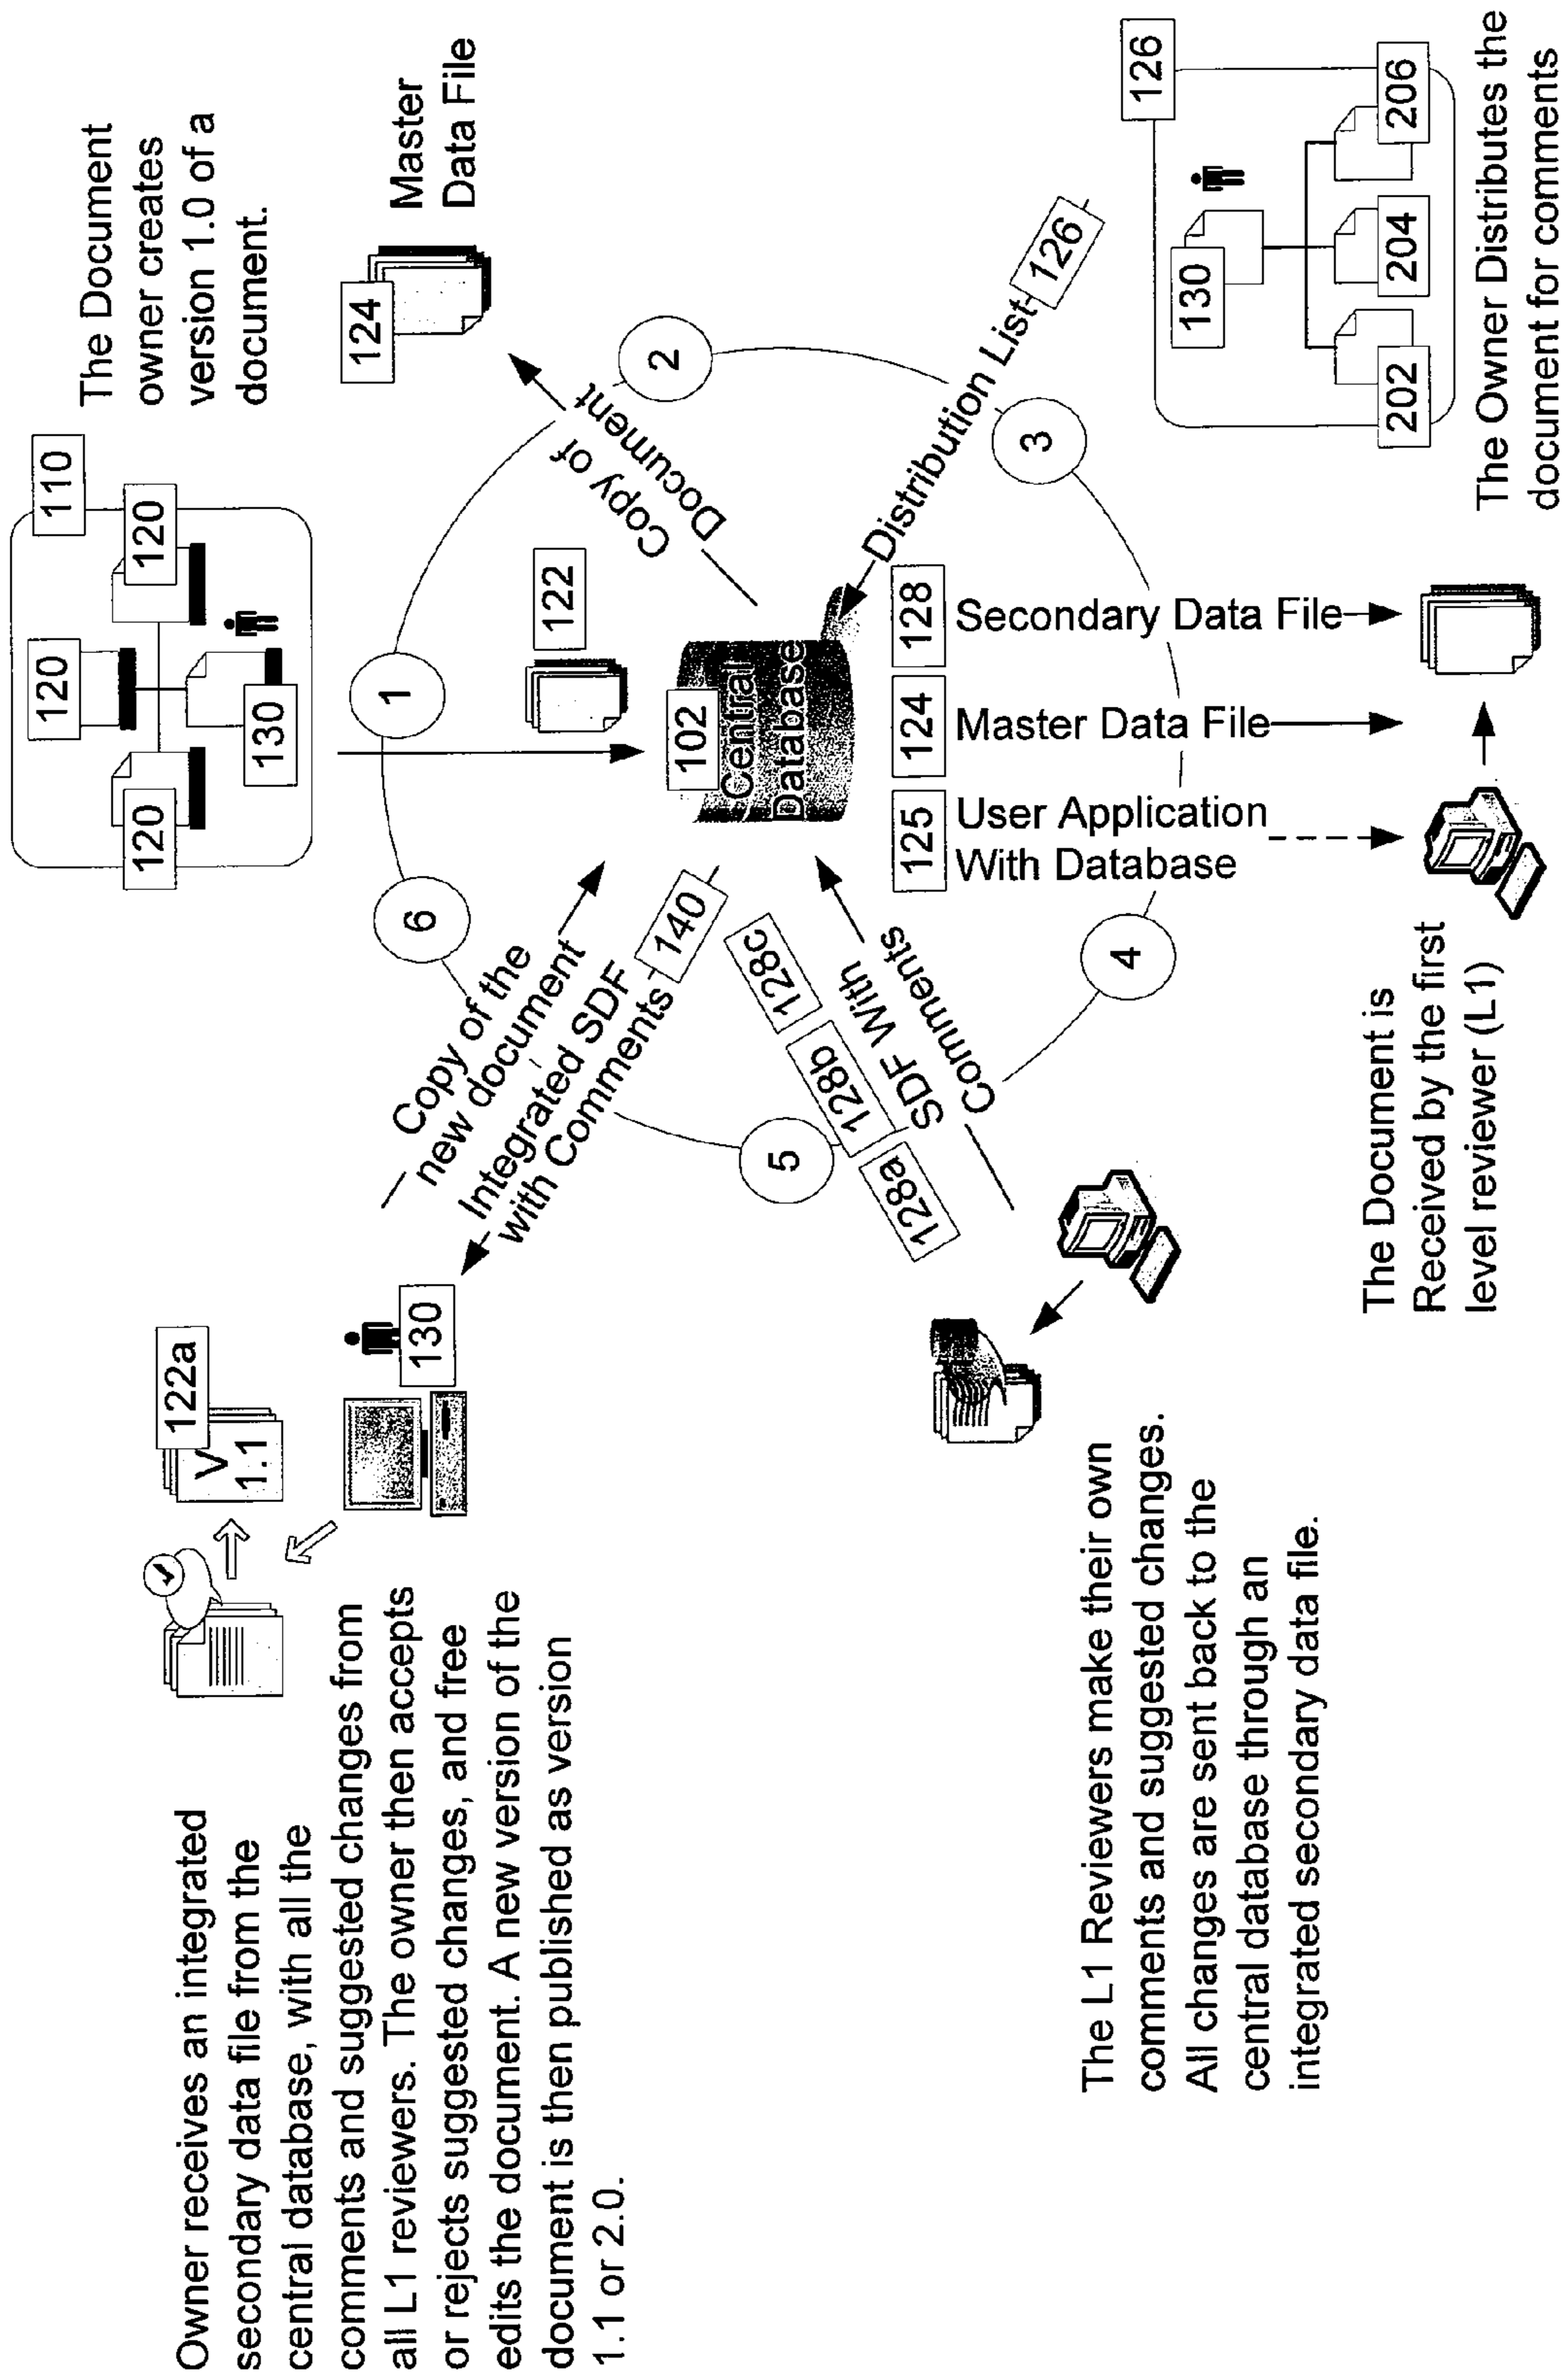 110
120
120
120
130
The Document
owner creates
version 1.0 of a
document.
1
122
102
Central
Database
Copy of
Document
2
124
Master
Data File
Distribution List
126
3
126
130
202
204
206
The Owner Distributes the
document for comments
128
Secondary Data File
124
Master Data File
125
User Application
With Database
4
The Document is
Received by the first
level reviewer (L1)
128a
128b
128c
SDF With
Comments
5
The L1 Reviewers make their own
comments and suggested changes.
All changes are sent back to the
central database through an
integrated secondary data file.
6
Copy of the
new document
Integrated SDF
with Comments
140
130
122a
V
1.1
Owner receives an integrated
secondary data file from the
central database, with all the
comments and suggested changes from
all L1 reviewers. The owner then accepts
or rejects suggested changes, and free
edits the document. A new version of the
document is then published as version
1.1 or 2.0.